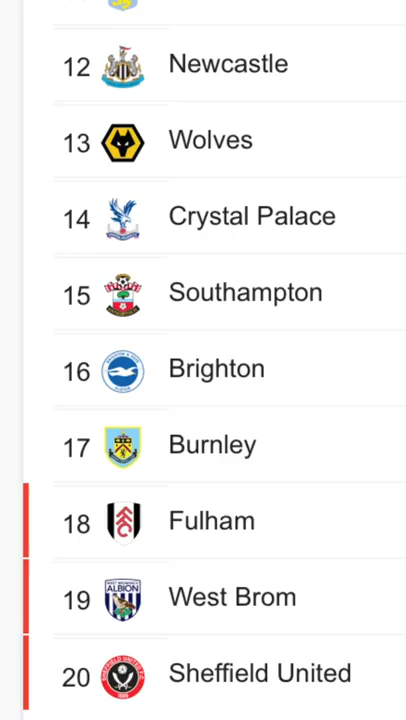 12 Newcastle
13 Wolves
14 Crystal Palace
15 Southampton
16 Brighton
17 Burnley
18 Fulham
19 ALBION West Brom
20 Sheffield United